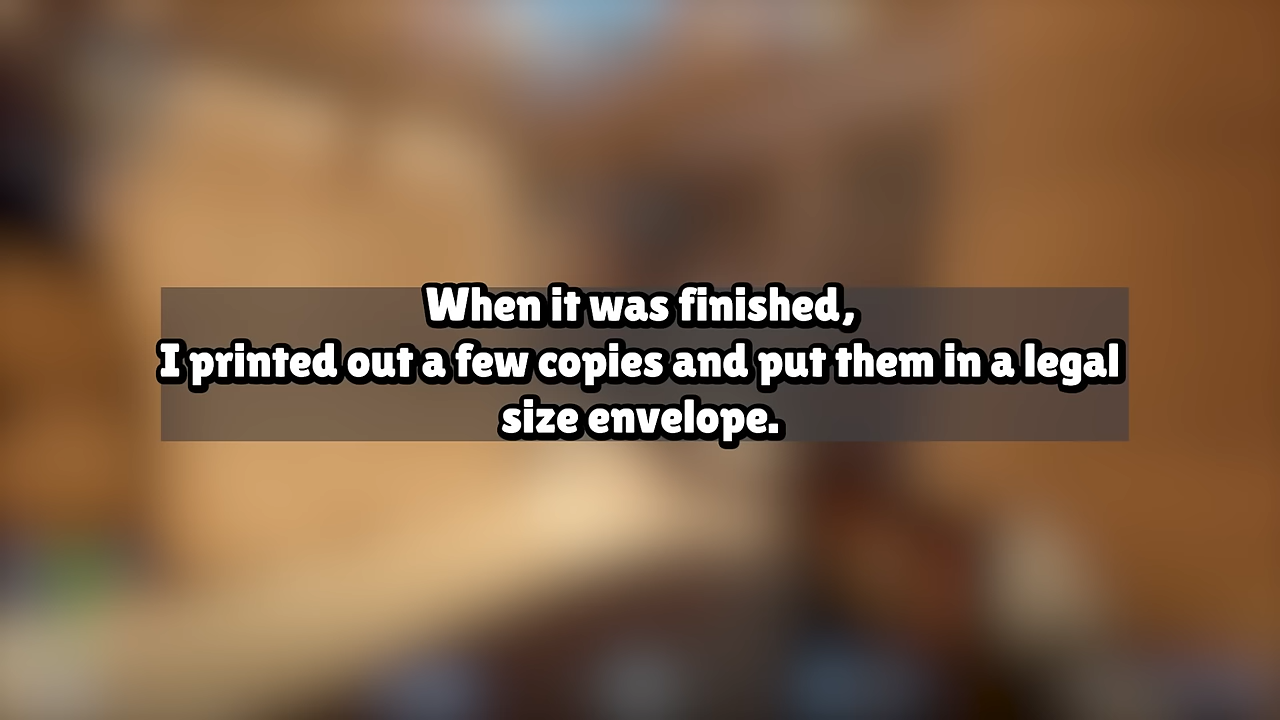 When it was finished,
I printed out a few copies and put them in a legal
size envelope.